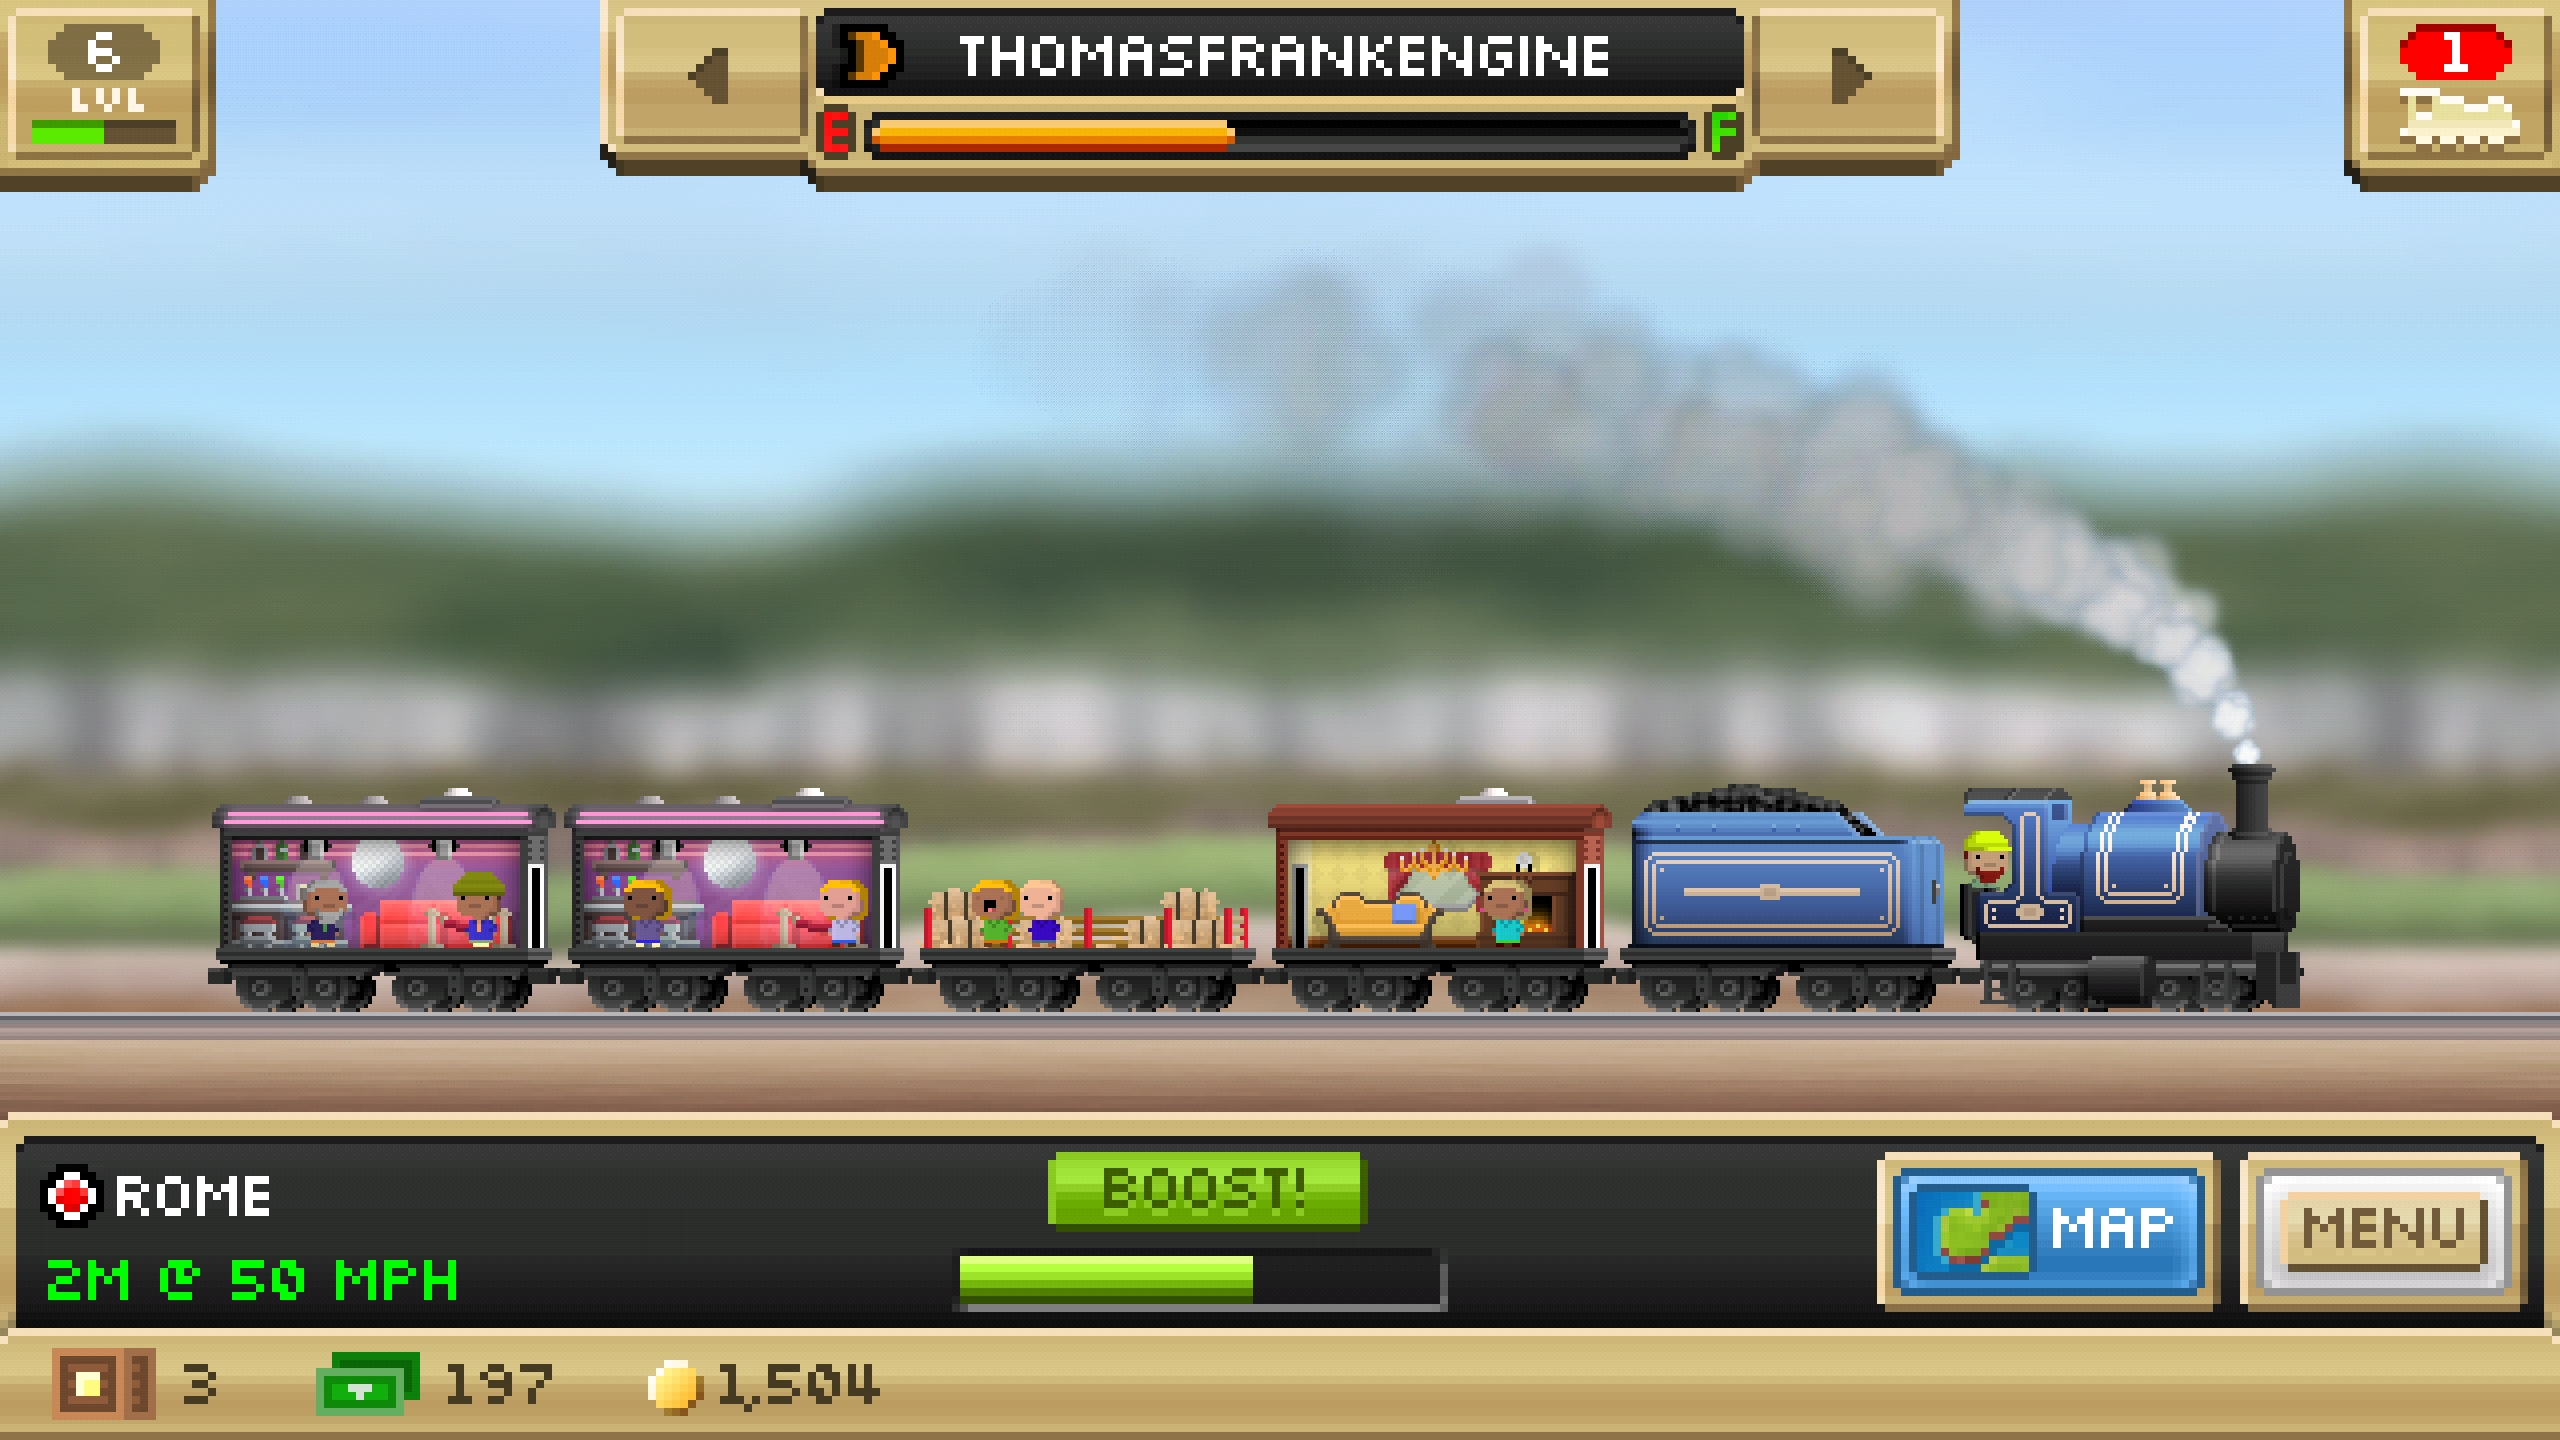 6
LVL
THOMASFRANKENGINE
E F
1
ROME
2M @ 50 MPH
BOOST!
MAP
MENU
3 197 1,504